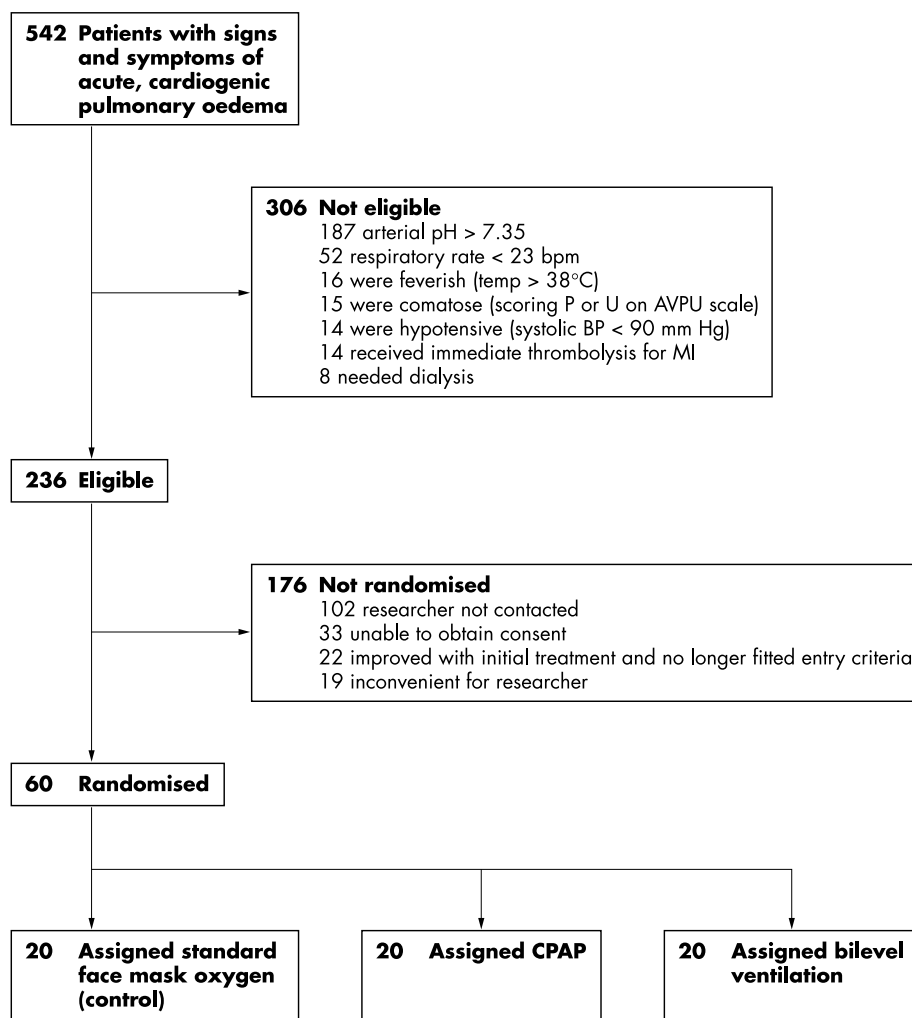 542 Patients with signs
and symptoms of
acute, cardiogenic
pulmonary oedema
306 Not eligible
187 arterial pH > 7.35
52 respiratory rate < 23 bpm
16 were feverish (temp > 38°C)
15 were comatose (scoring P or U on AVPU scale)
14 were hypotensive (systolic BP < 90 mm Hg)
14 received immediate thrombolysis for MI
8 needed dialysis
236 Eligible
176 Not randomised
102 researcher not contacted
33 unable to obtain consent
22 improved with initial treatment and no longer fitted entry criteria
19 inconvenient for researcher
60 Randomised
20 Assigned standard
face mask oxygen
(control)
20 Assigned CPAP
20 Assigned bilevel
ventilation